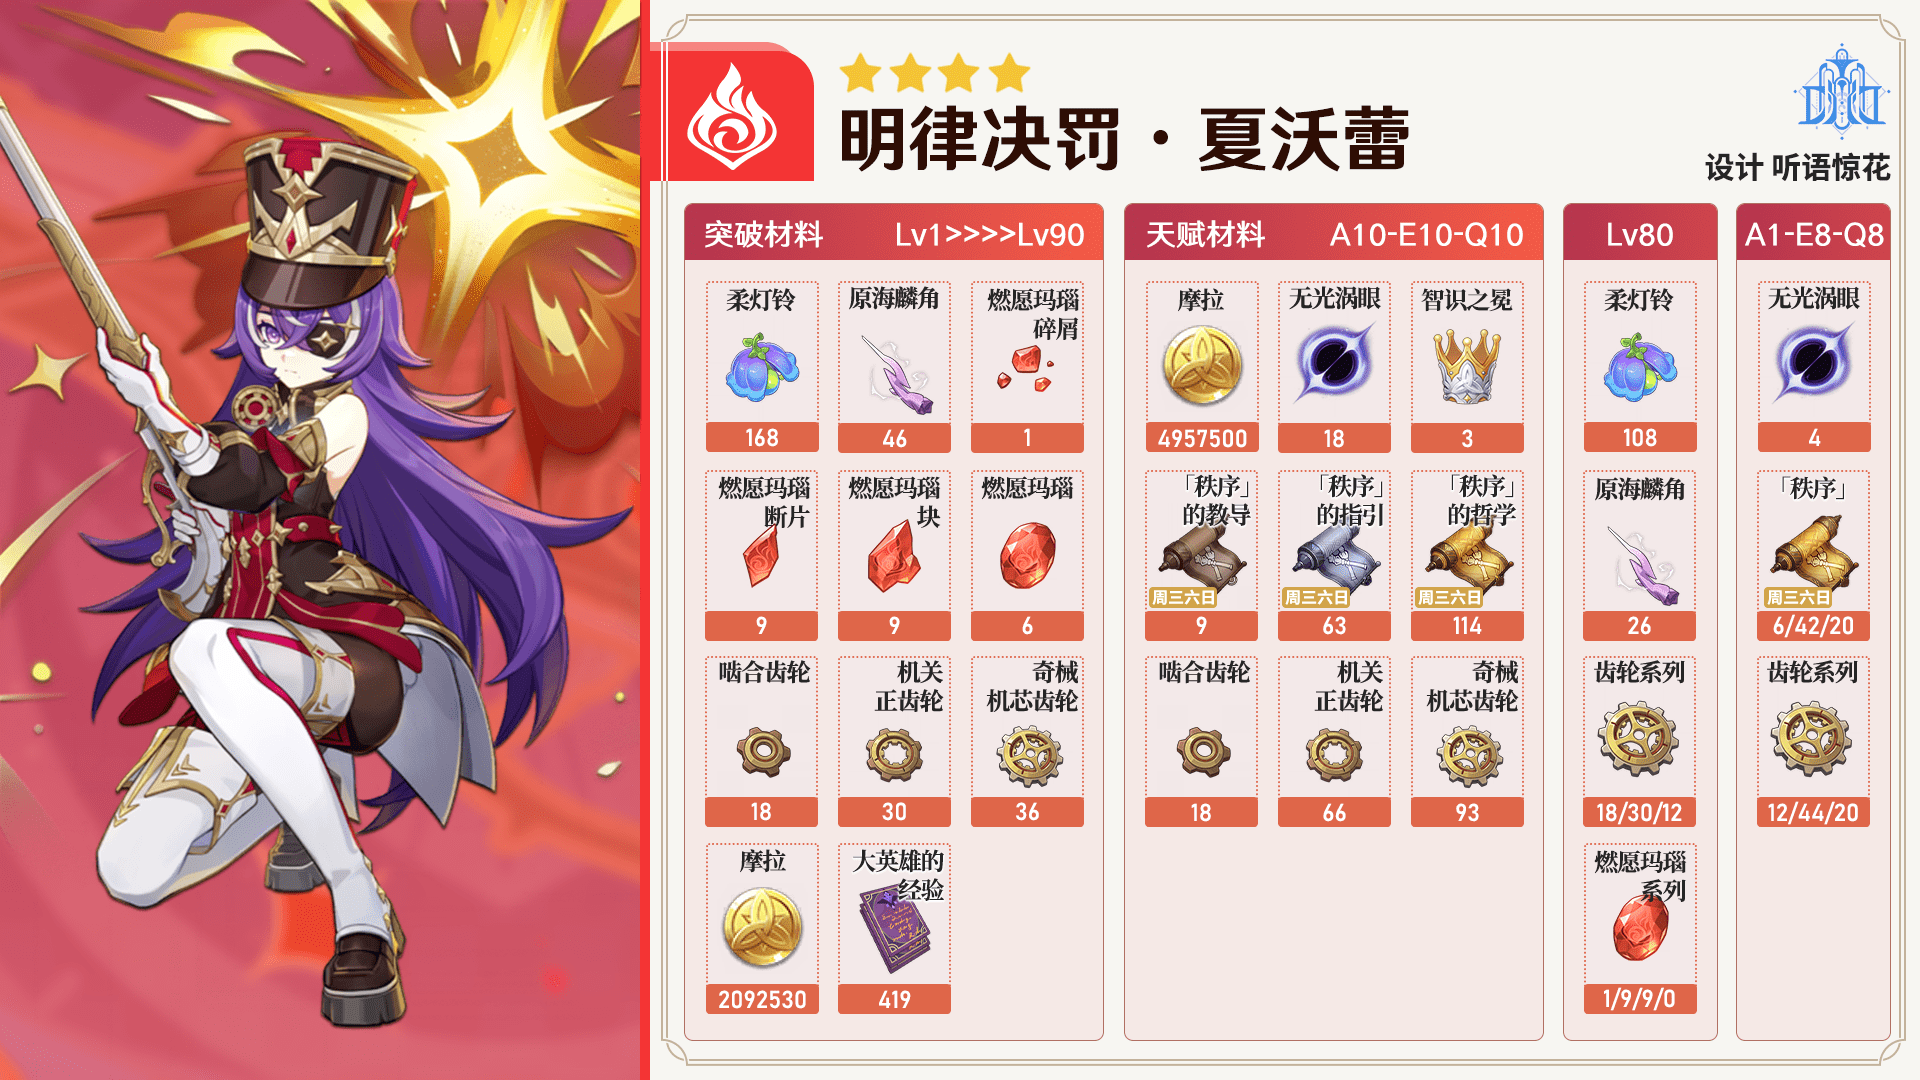 明律决罚·夏沃蕾
设计 听语惊花
突破材料 Lv1>>>>Lv90
柔灯铃
168
原海麟角
46
燃愿玛瑙
碎屑
1
燃愿玛瑙
断片
9
燃愿玛瑙
块
9
燃愿玛瑙
6
啮合齿轮
18
机关
正齿轮
30
奇械
机芯齿轮
36
摩拉
2092530
大英雄的
经验
419
天赋材料 A10-E10-Q10
摩拉
4957500
无光涡眼
18
智识之冕
3
「秩序」
的教导
周三六日
9
「秩序」
的指引
周三六日
63
「秩序」
的哲学
周三六日
114
啮合齿轮
18
机关
正齿轮
66
奇械
机芯齿轮
93
Lv80
柔灯铃
108
原海麟角
26
齿轮系列
18/30/12
燃愿玛瑙
系列
1/9/9/0
A1-E8-Q8
无光涡眼
4
「秩序」
周三六日
6/42/20
齿轮系列
12/44/20